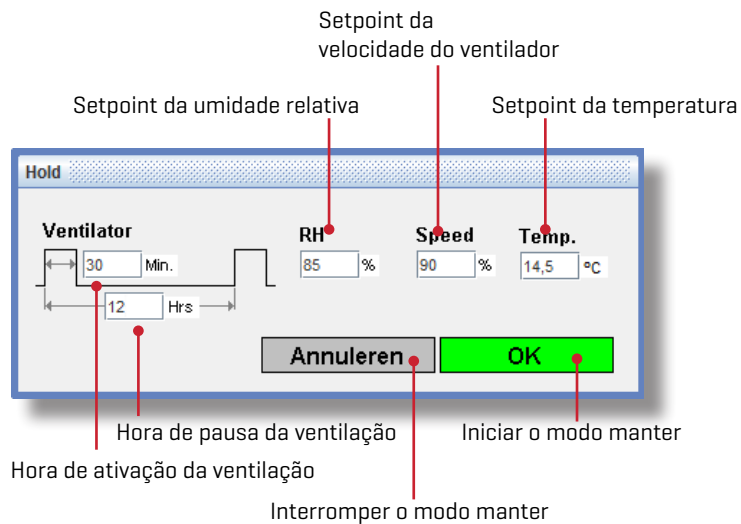 Setpoint da
velocidade do ventilador
Setpoint da umidade relativa
Setpoint da temperatura
Hold
Ventilator
RH
Speed
Temp.
30 Min.
85 %
90 %
14,5 ºC
12 Hrs
Annuleren
OK
Hora de pausa da ventilação
Iniciar o modo manter
Hora de ativação da ventilação
Interromper o modo manter